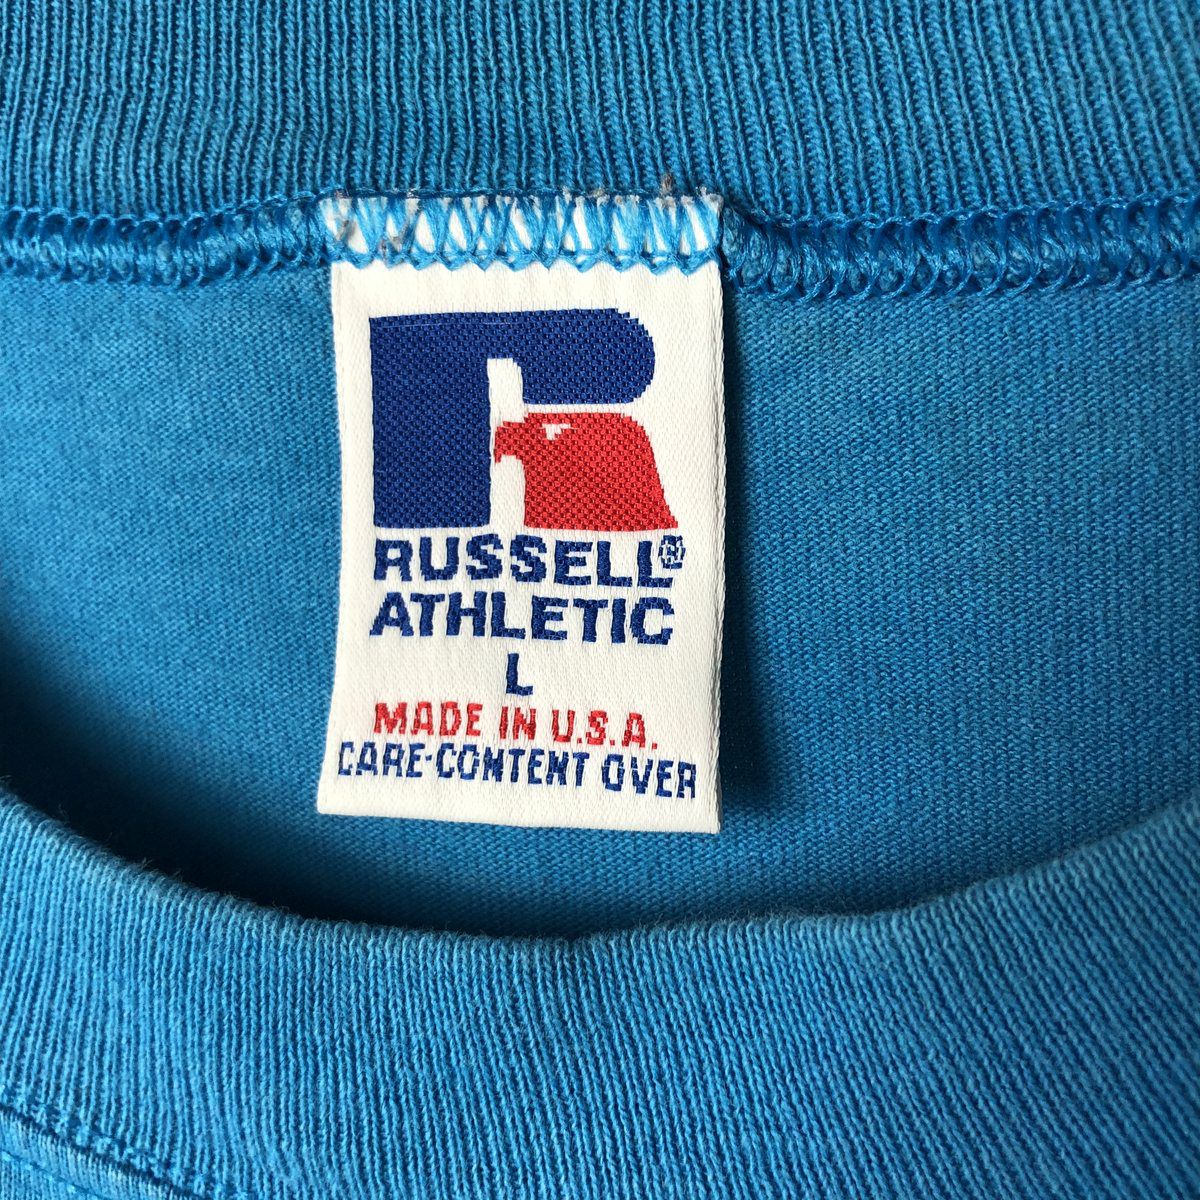 RUSSELL®
ATHLETIC
L
MADE IN U.S.A.
CARE-CONTENT OVER